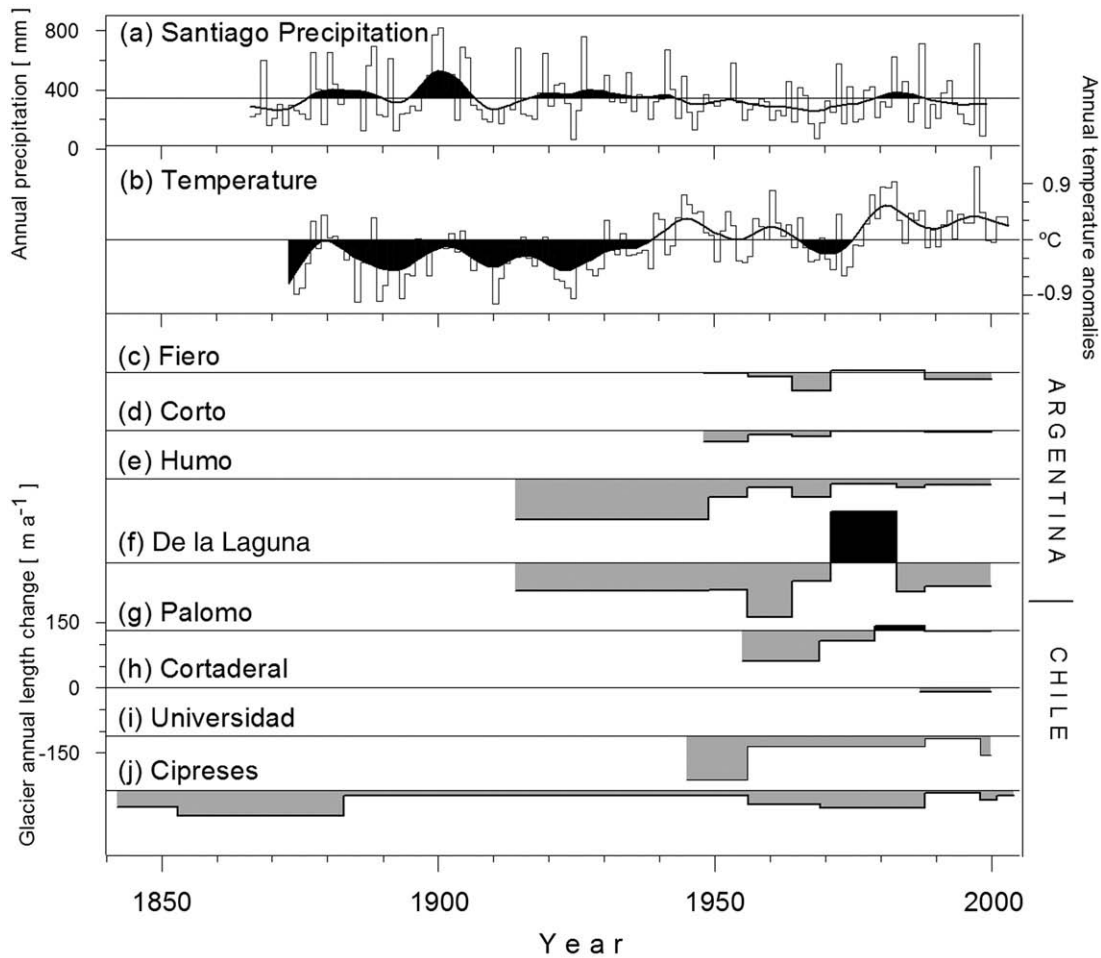 (a) Santiago Precipitation
800
400
0
Annual precipitation [ mm ]
(b) Temperature
0.9
ºC
-0.9
Annual temperature anomalies
(c) Fiero
(d) Corto
(e) Humo
(f) De la Laguna
(g) Palomo
(h) Cortaderal
(i) Universidad
(j) Cipreses
150
0
-150
Glacier annual length change [ m a⁻¹ ]
ARGENTINA
CHILE
1850
1900
1950
2000
Year